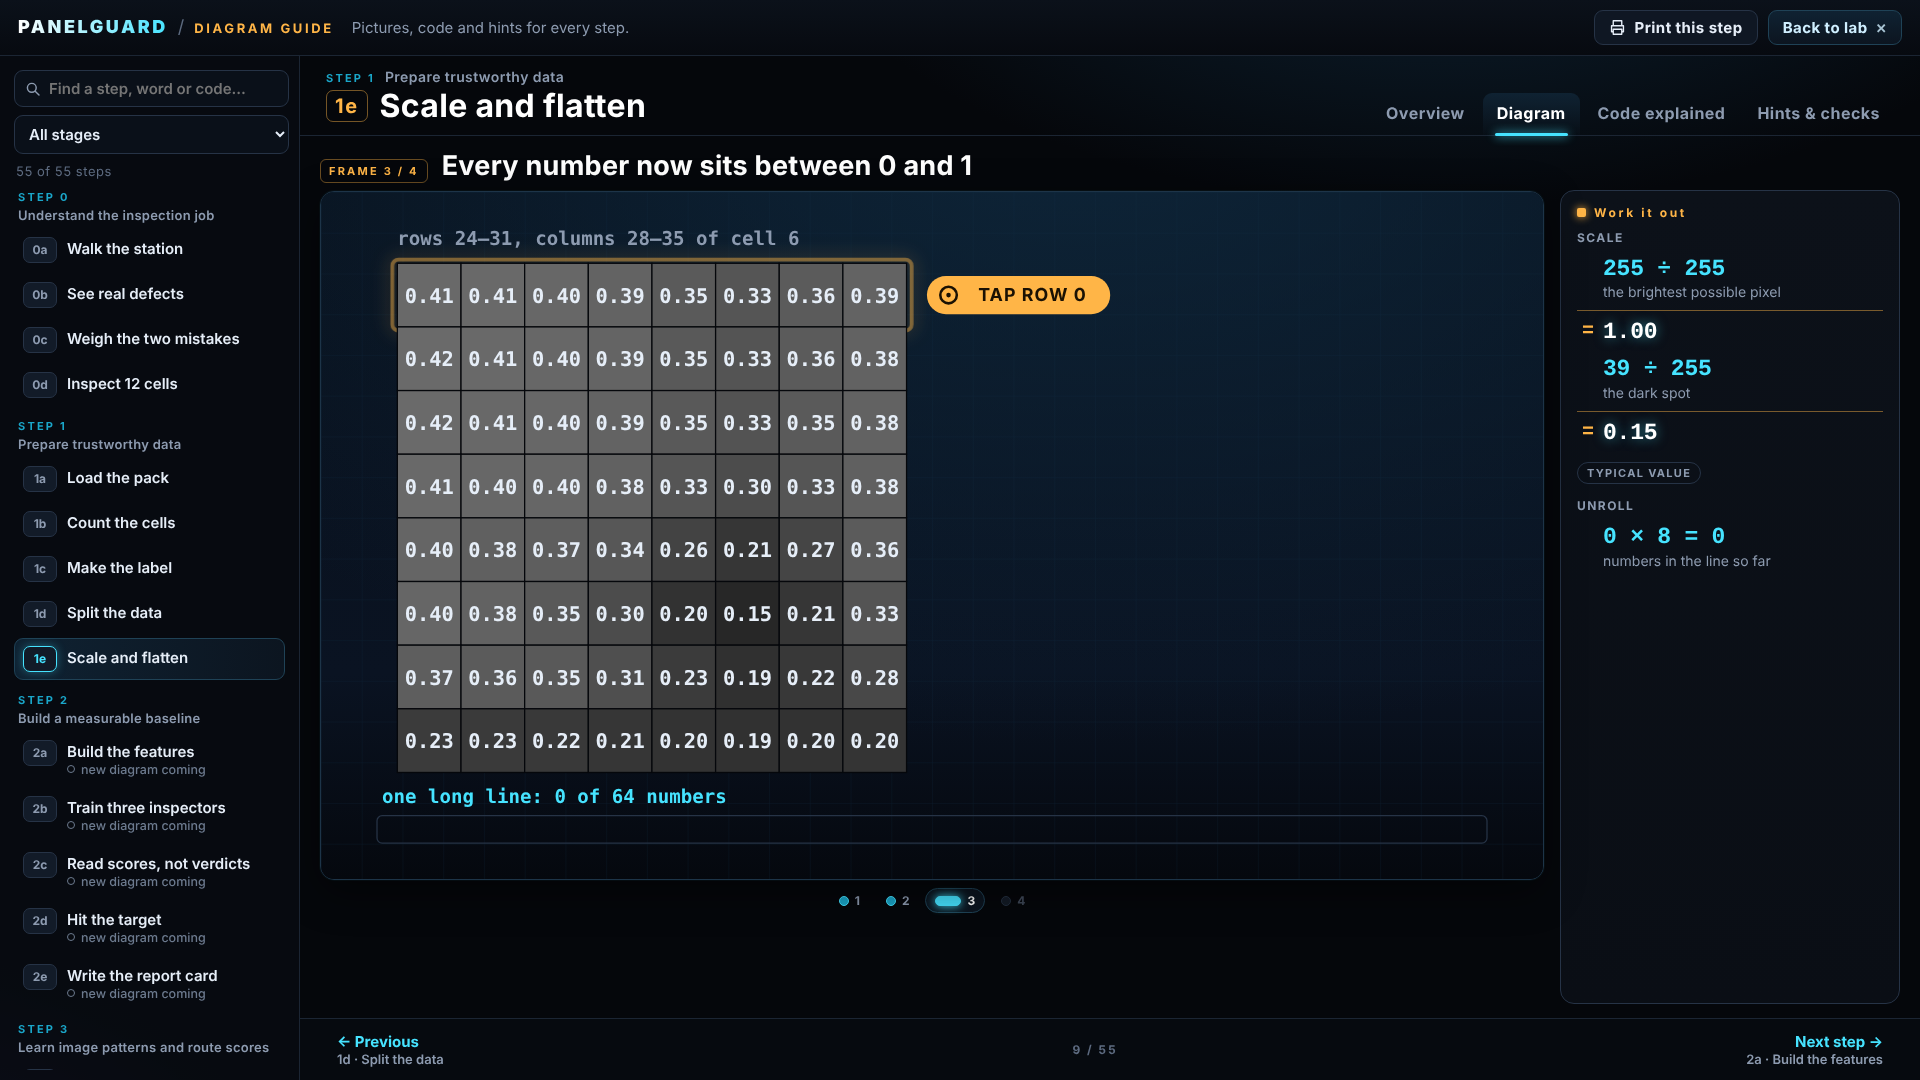 PANELGUARD / DIAGRAM GUIDE Pictures, code and hints for every step.
Print this step
Back to lab ×
Find a step, word or code...
All stages
55 of 55 steps
STEP 0
Understand the inspection job
0a Walk the station
0b See real defects
0c Weigh the two mistakes
0d Inspect 12 cells
STEP 1
Prepare trustworthy data
1a Load the pack
1b Count the cells
1c Make the label
1d Split the data
1e Scale and flatten
STEP 2
Build a measurable baseline
2a Build the features
new diagram coming
2b Train three inspectors
new diagram coming
2c Read scores, not verdicts
new diagram coming
2d Hit the target
new diagram coming
2e Write the report card
new diagram coming
STEP 3
Learn image patterns and route scores
STEP 1 Prepare trustworthy data
1e Scale and flatten
Overview
Diagram
Code explained
Hints & checks
FRAME 3 / 4 Every number now sits between 0 and 1
rows 24–31, columns 28–35 of cell 6
0.41 0.41 0.40 0.39 0.35 0.33 0.36 0.39
TAP ROW 0
0.42 0.41 0.40 0.39 0.35 0.33 0.36 0.38
0.42 0.41 0.40 0.39 0.35 0.33 0.35 0.38
0.41 0.40 0.40 0.38 0.33 0.30 0.33 0.38
0.40 0.38 0.37 0.34 0.26 0.21 0.27 0.36
0.40 0.38 0.35 0.30 0.20 0.15 0.21 0.33
0.37 0.36 0.35 0.31 0.23 0.19 0.22 0.28
0.23 0.23 0.22 0.21 0.20 0.19 0.20 0.20
one long line: 0 of 64 numbers
1 2 3 4
Work it out
SCALE
255 ÷ 255
the brightest possible pixel
= 1.00
39 ÷ 255
the dark spot
= 0.15
TYPICAL VALUE
UNROLL
0 × 8 = 0
numbers in the line so far
← Previous
1d · Split the data
9 / 55
Next step →
2a · Build the features